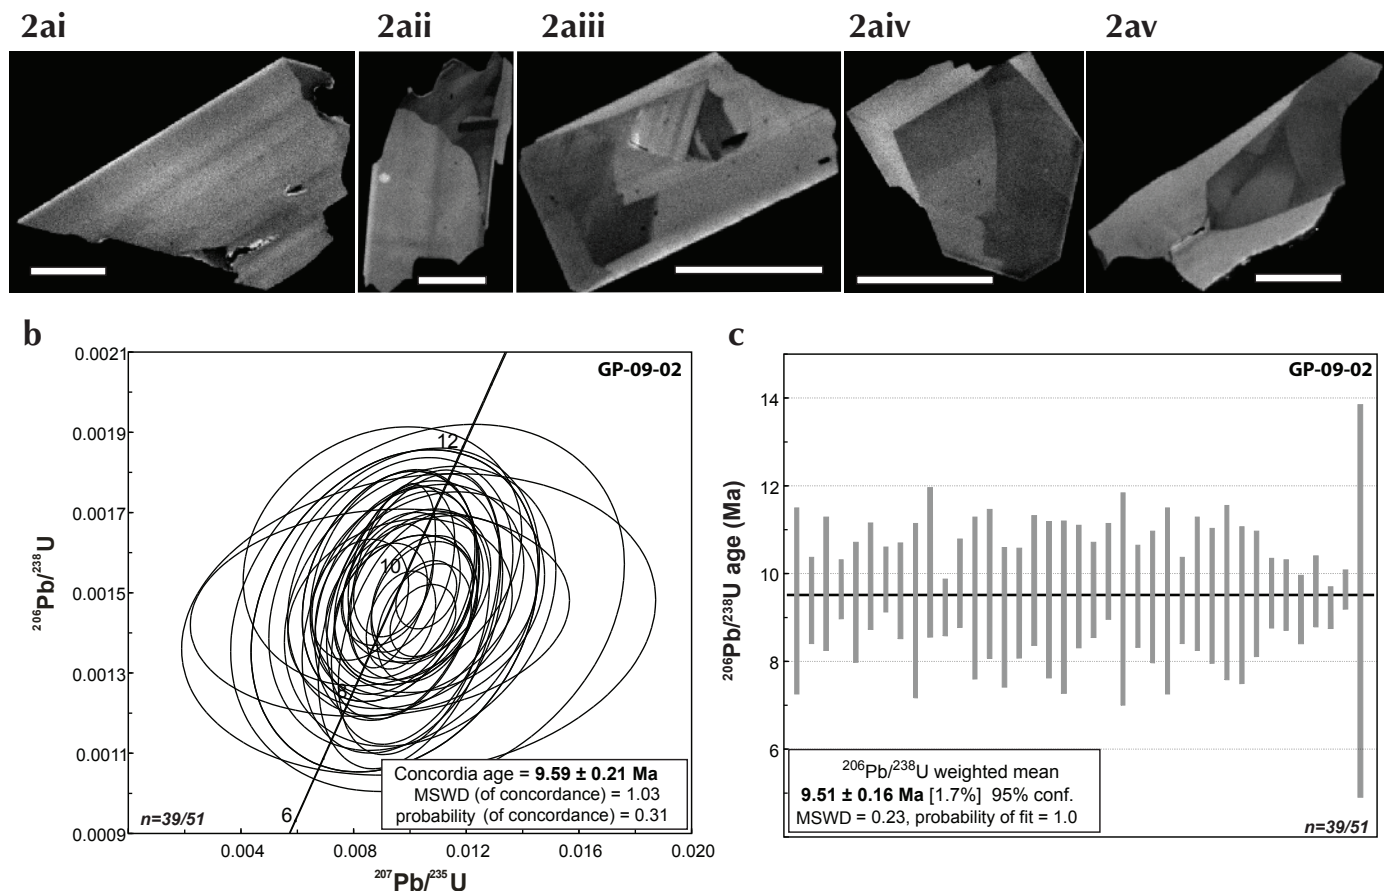 2ai 2aii 2aiii 2aiv 2av
b
0.0021
0.0019
0.0017
0.0015
0.0013
0.0011
0.0009
²⁰⁶Pb/²³⁸U
GP-09-02
12
10
8
6
Concordia age = 9.59 ± 0.21 Ma
MSWD (of concordance) = 1.03
probability (of concordance) = 0.31
n=39/51
0.004 0.008 0.012 0.016 0.020
²⁰⁷Pb/²³⁵U
c
GP-09-02
14
12
10
8
6
²⁰⁶Pb/²³⁸U age (Ma)
²⁰⁶Pb/²³⁸U weighted mean
9.51 ± 0.16 Ma [1.7%] 95% conf.
MSWD = 0.23, probability of fit = 1.0
n=39/51